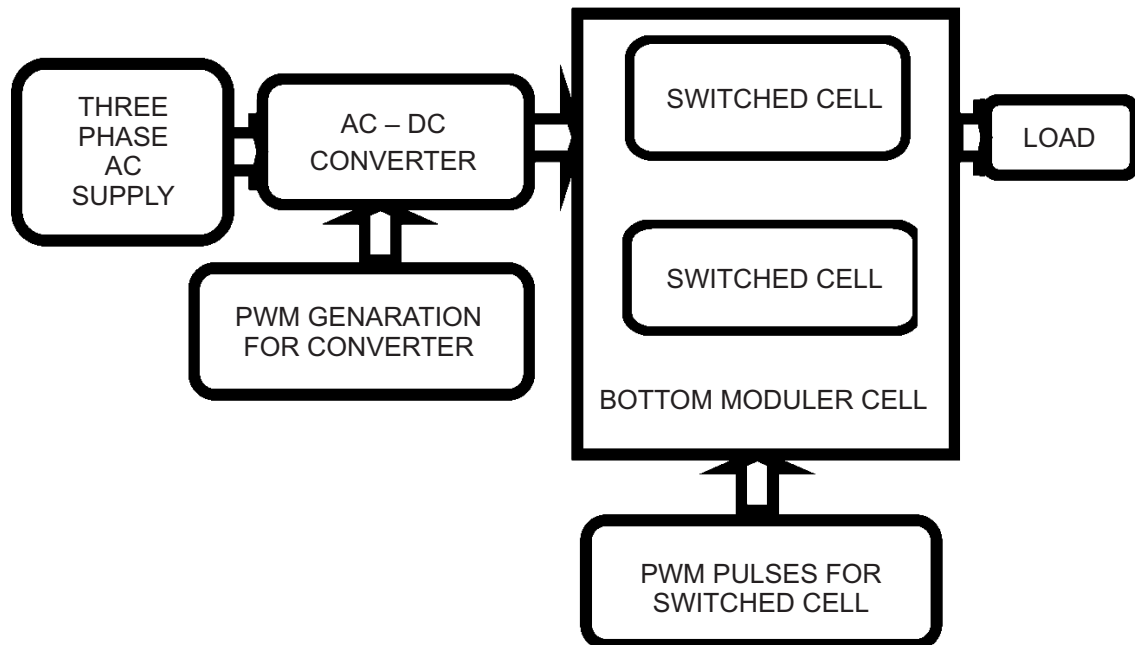 THREE
PHASE
AC
SUPPLY
AC – DC
CONVERTER
SWITCHED CELL
LOAD
SWITCHED CELL
PWM GENARATION
FOR CONVERTER
BOTTOM MODULER CELL
PWM PULSES FOR
SWITCHED CELL